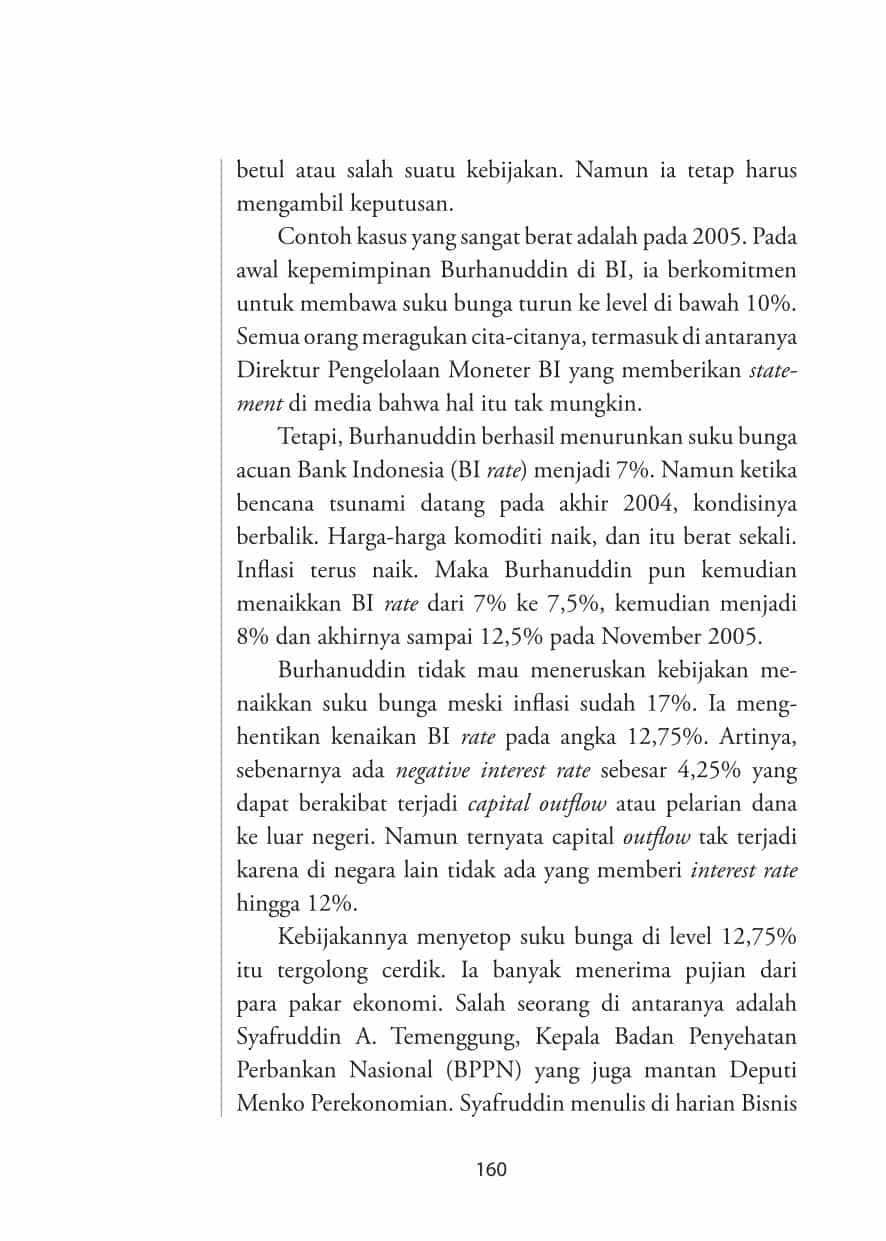 betul atau salah suatu kebijakan. Namun ia tetap harus
mengambil keputusan.
Contoh kasus yang sangat berat adalah pada 2005. Pada
awal kepemimpinan Burhanuddin di BI, ia berkomitmen
untuk membawa suku bunga turun ke level di bawah 10%.
Semua orang meragukan cita-citanya, termasuk di antaranya
Direktur Pengelolaan Moneter BI yang memberikan state-
ment di media bahwa hal itu tak mungkin.
Tetapi, Burhanuddin berhasil menurunkan suku bunga
acuan Bank Indonesia (BI rate) menjadi 7%. Namun ketika
bencana tsunami datang pada akhir 2004, kondisinya
berbalik. Harga-harga komoditi naik, dan itu berat sekali.
Inflasi terus naik. Maka Burhanuddin pun kemudian
menaikkan BI rate dari 7% ke 7,5%, kemudian menjadi
8% dan akhirnya sampai 12,5% pada November 2005.
Burhanuddin tidak mau meneruskan kebijakan me-
naikkan suku bunga meski inflasi sudah 17%. Ia meng-
hentikan kenaikan BI rate pada angka 12,75%. Artinya,
sebenarnya ada negative interest rate sebesar 4,25% yang
dapat berakibat terjadi capital outflow atau pelarian dana
ke luar negeri. Namun ternyata capital outflow tak terjadi
karena di negara lain tidak ada yang memberi interest rate
hingga 12%.
Kebijakannya menyetop suku bunga di level 12,75%
itu tergolong cerdik. Ia banyak menerima pujian dari
para pakar ekonomi. Salah seorang di antaranya adalah
Syafruddin A. Temenggung, Kepala Badan Penyehatan
Perbankan Nasional (BPPN) yang juga mantan Deputi
Menko Perekonomian. Syafruddin menulis di harian Bisnis
160